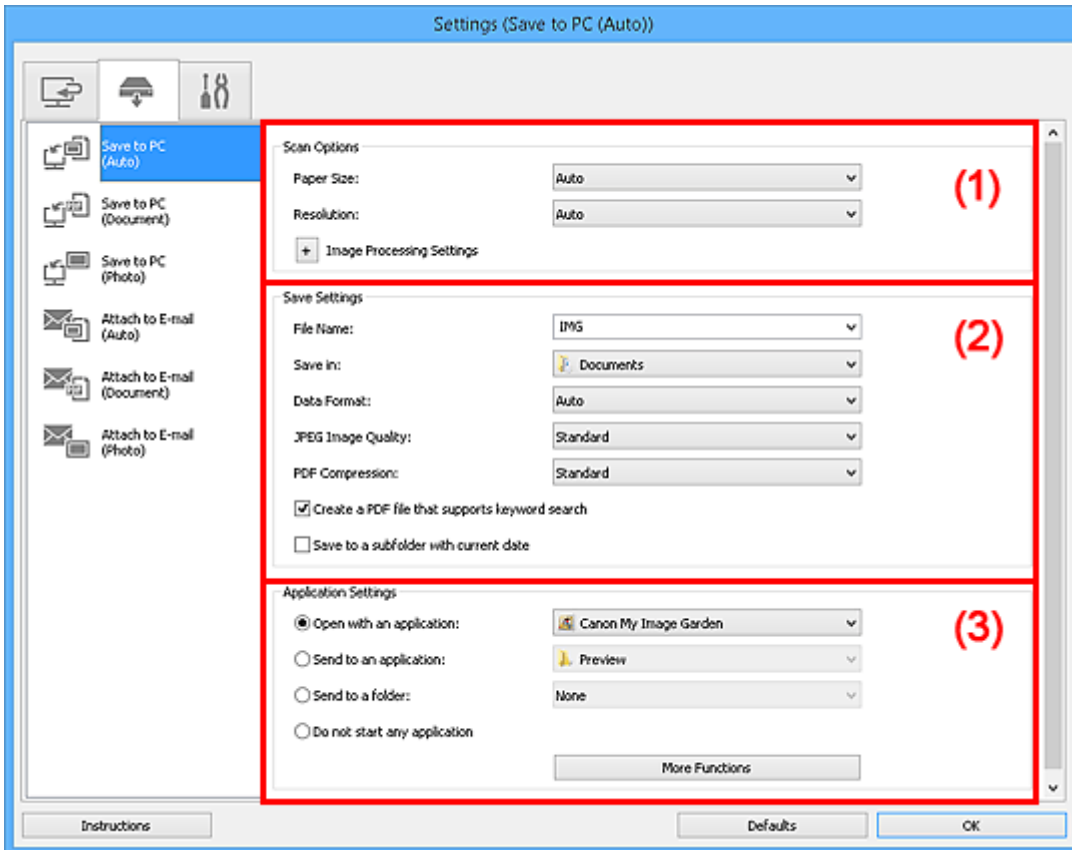 Settings (Save to PC (Auto))
Save to PC
(Auto)
Save to PC
(Document)
Save to PC
(Photo)
Attach to E-mail
(Auto)
Attach to E-mail
(Document)
Attach to E-mail
(Photo)
Scan Options
(1)
Paper Size: Auto
Resolution: Auto
+ Image Processing Settings
Save Settings
(2)
File Name: IMG
Save in: Documents
Data Format: Auto
JPEG Image Quality: Standard
PDF Compression: Standard
Create a PDF file that supports keyword search
Save to a subfolder with current date
Application Settings
(3)
Open with an application: Canon My Image Garden
Send to an application: Preview
Send to a folder: None
Do not start any application
More Functions
Instructions Defaults OK